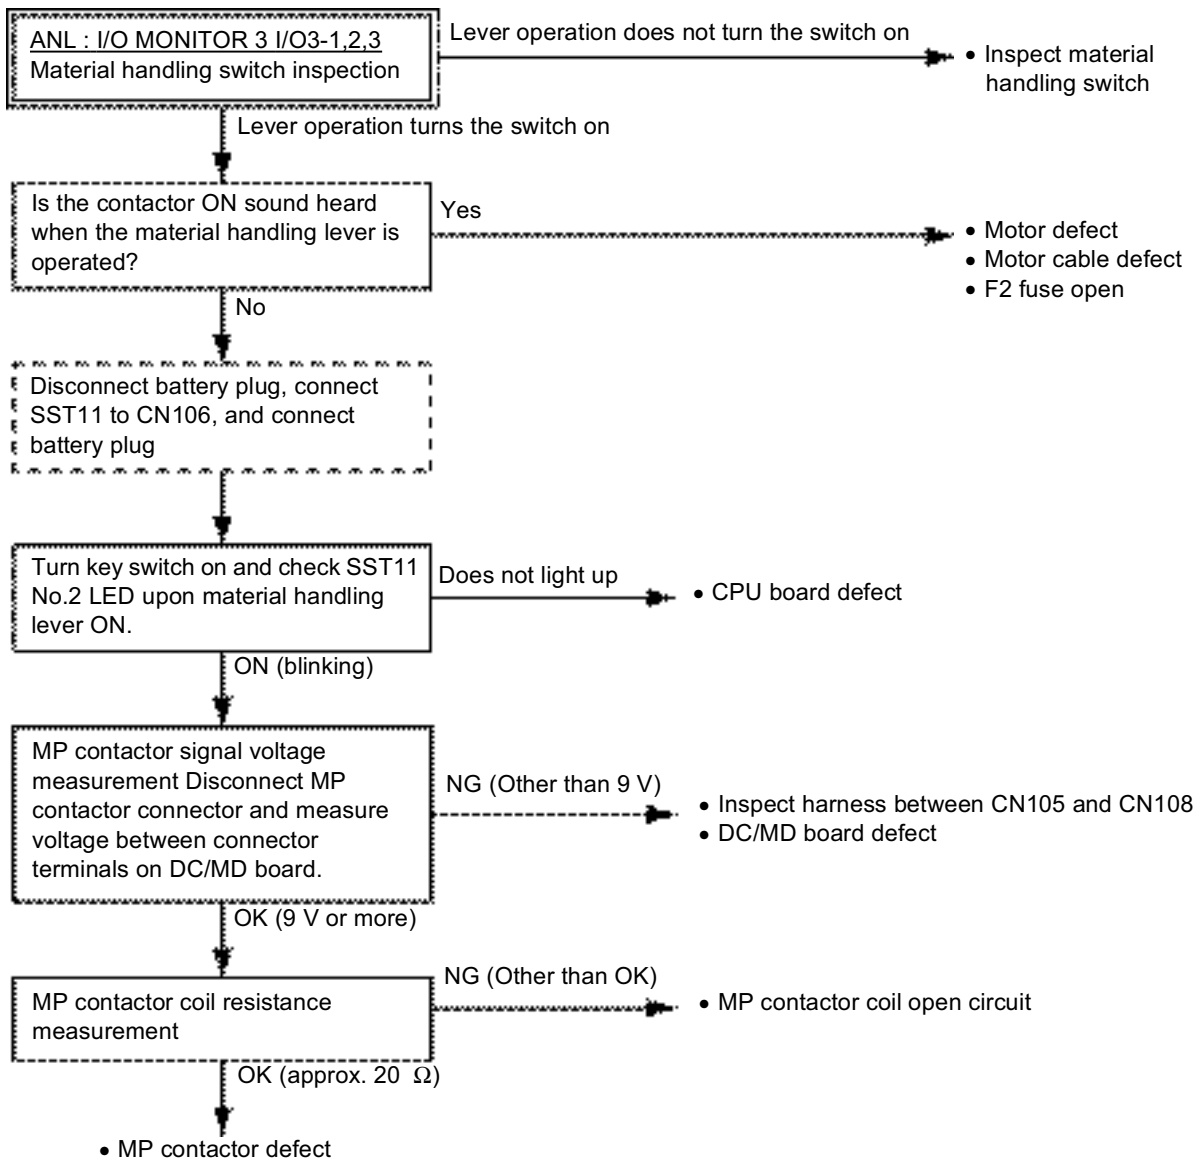 ANL : I/O MONITOR 3 I/O3-1,2,3
Material handling switch inspection
Lever operation does not turn the switch on
• Inspect material
handling switch
Lever operation turns the switch on
Is the contactor ON sound heard
when the material handling lever is
operated?
Yes
• Motor defect
• Motor cable defect
• F2 fuse open
No
Disconnect battery plug, connect
SST11 to CN106, and connect
battery plug
Turn key switch on and check SST11
No.2 LED upon material handling
lever ON.
Does not light up
• CPU board defect
ON (blinking)
MP contactor signal voltage
measurement Disconnect MP
contactor connector and measure
voltage between connector
terminals on DC/MD board.
NG (Other than 9 V)
• Inspect harness between CN105 and CN108
• DC/MD board defect
OK (9 V or more)
MP contactor coil resistance
measurement
NG (Other than OK)
• MP contactor coil open circuit
OK (approx. 20 Ω)
• MP contactor defect